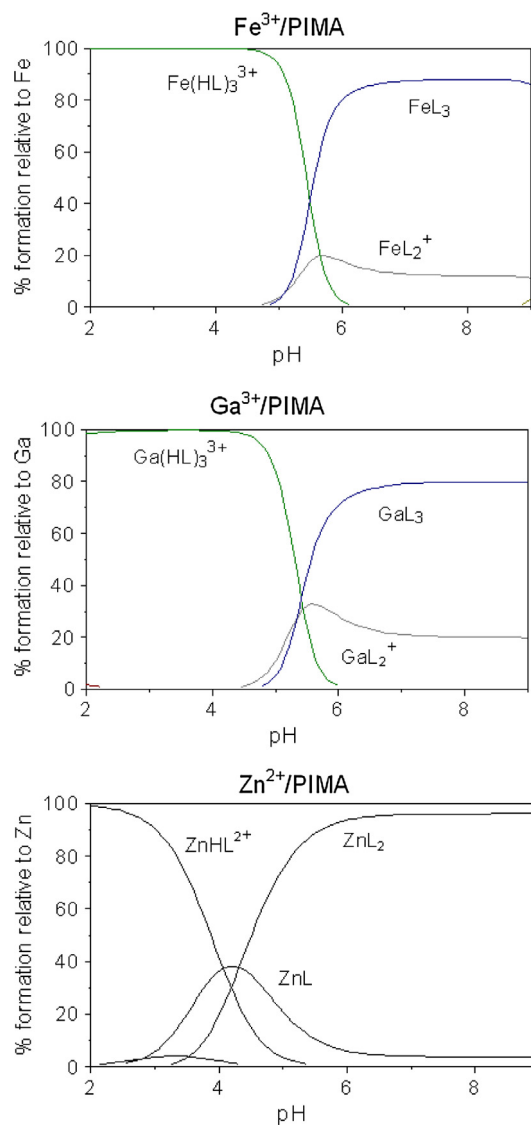 Fe³⁺/PIMA
% formation relative to Fe
100
80
60
40
20
0
Fe(HL)₃³⁺
FeL₃
FeL₂⁺
2 4 6 8
pH
Ga³⁺/PIMA
% formation relative to Ga
100
80
60
40
20
0
Ga(HL)₃³⁺
GaL₃
GaL₂⁺
2 4 6 8
pH
Zn²⁺/PIMA
% formation relative to Zn
100
80
60
40
20
0
ZnHL²⁺
ZnL₂
ZnL
2 4 6 8
pH